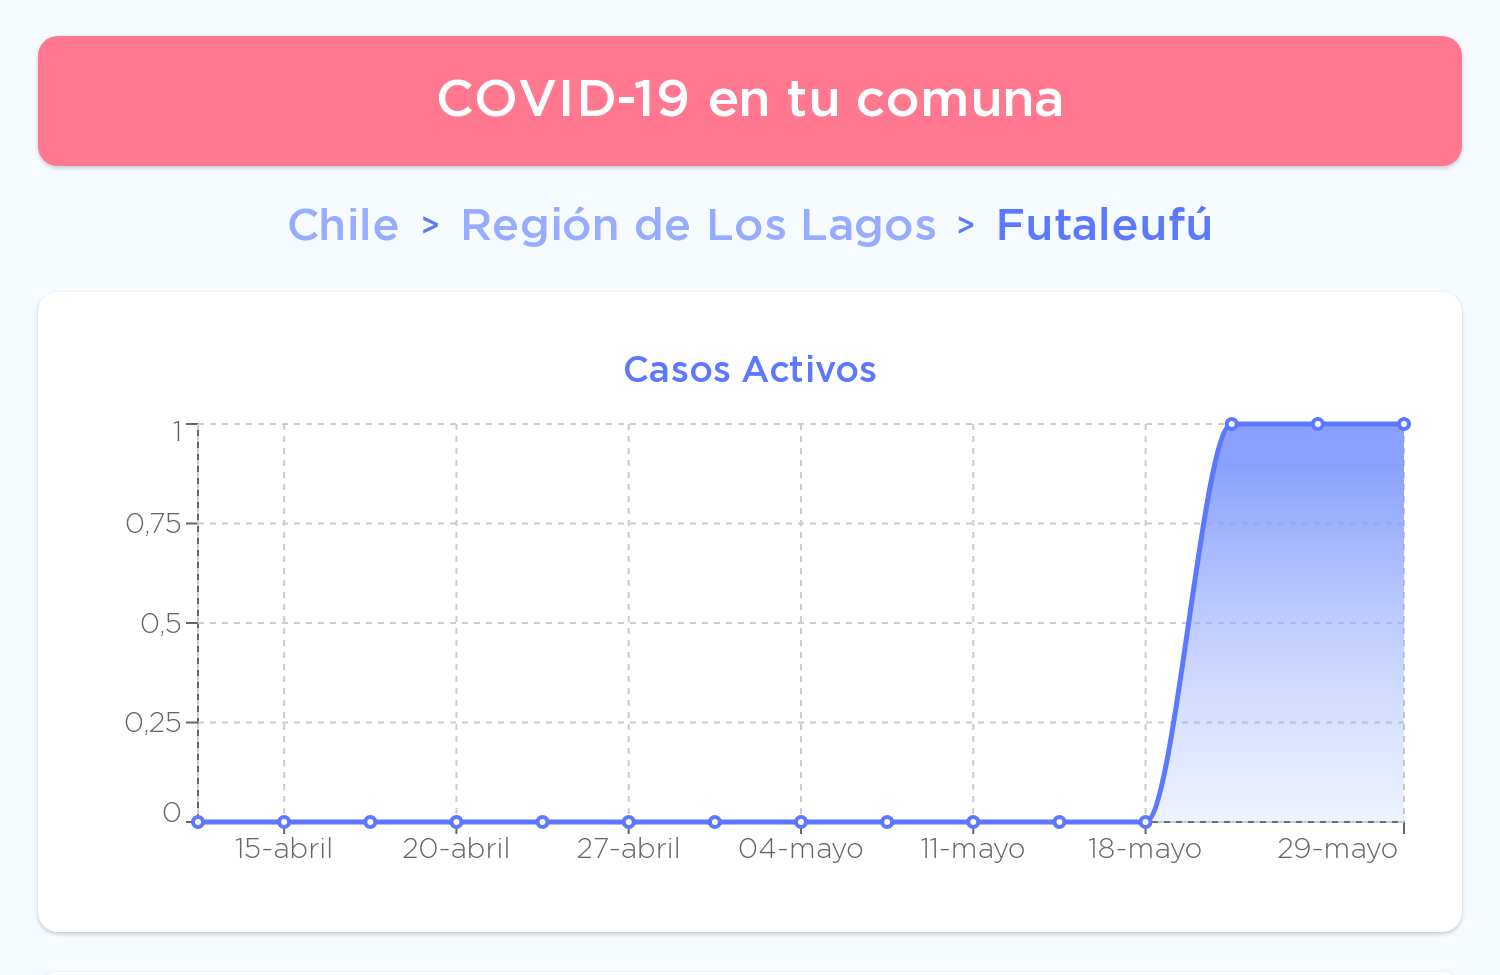 COVID-19 en tu comuna
Chile > Región de Los Lagos > Futaleufú
Casos Activos
1
0,75
0,5
0,25
0
15-abril 20-abril 27-abril 04-mayo 11-mayo 18-mayo 29-mayo